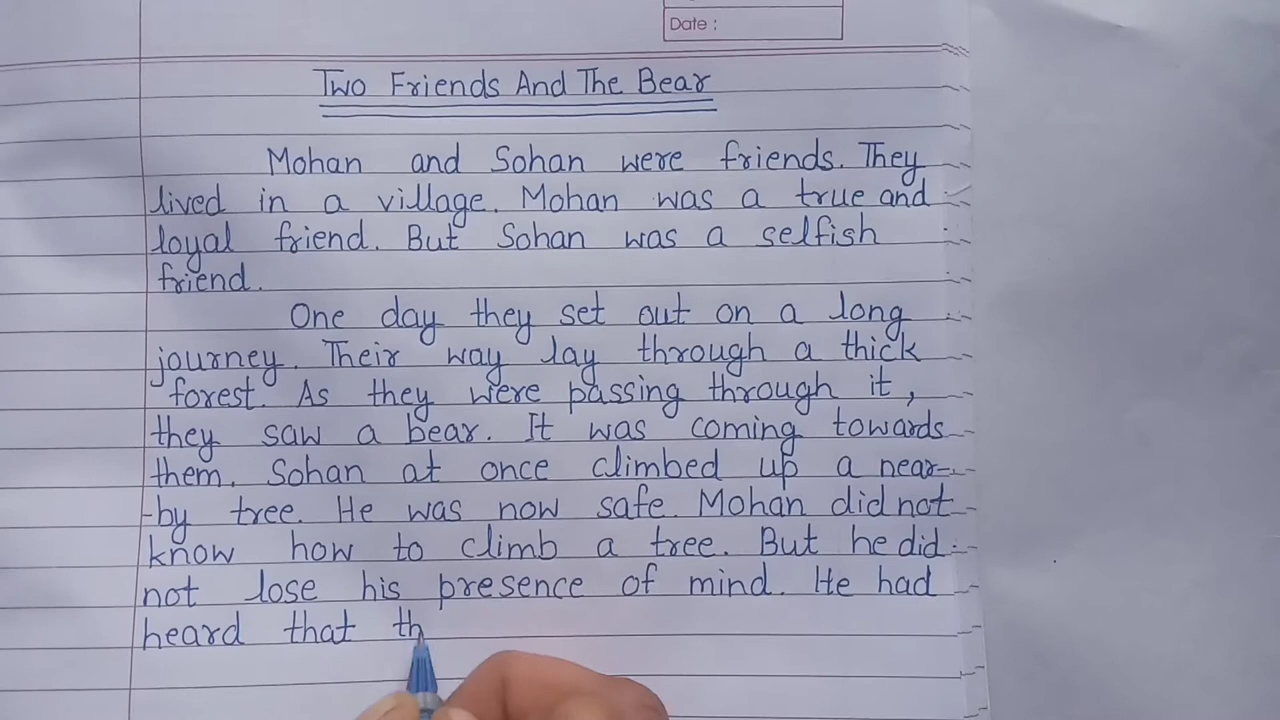 Date :
Two Friends And The Bear
Mohan and Sohan were friends. They
lived in a village. Mohan was a true and
loyal friend. But Sohan was a selfish
friend.
One day they set out on a long
journey. Their way lay through a thick
forest. As they were passing through it,
they saw a bear. It was coming towards
them. Sohan at once climbed up a near-
-by tree. He was now safe. Mohan did not
know how to climb a tree. But he did
not lose his presence of mind. He had
heard that th